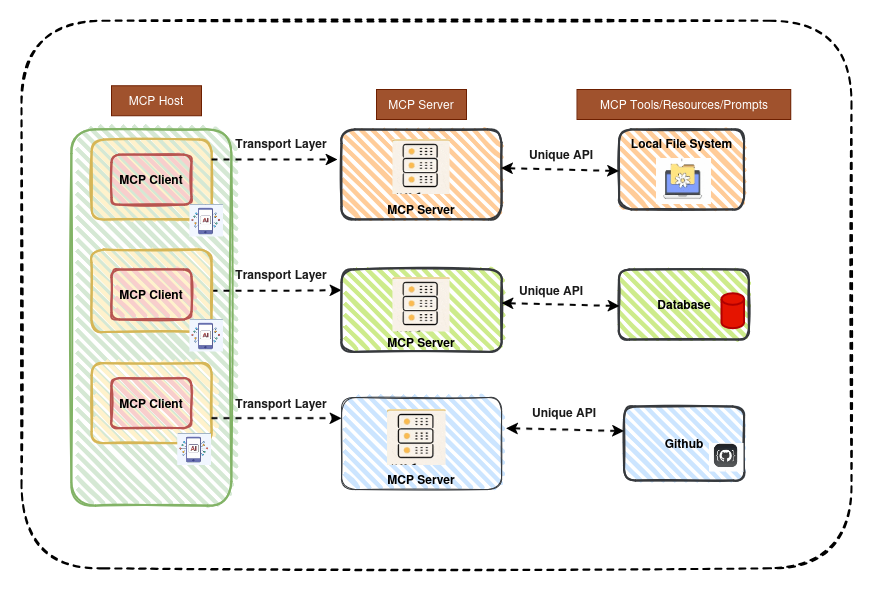 MCP Host
MCP Server
MCP Tools/Resources/Prompts
Transport Layer
Unique API
Local File System
MCP Client
AI
MCP Server
Transport Layer
Unique API
MCP Client
AI
Database
MCP Server
Transport Layer
Unique API
MCP Client
AI
Github
MCP Server